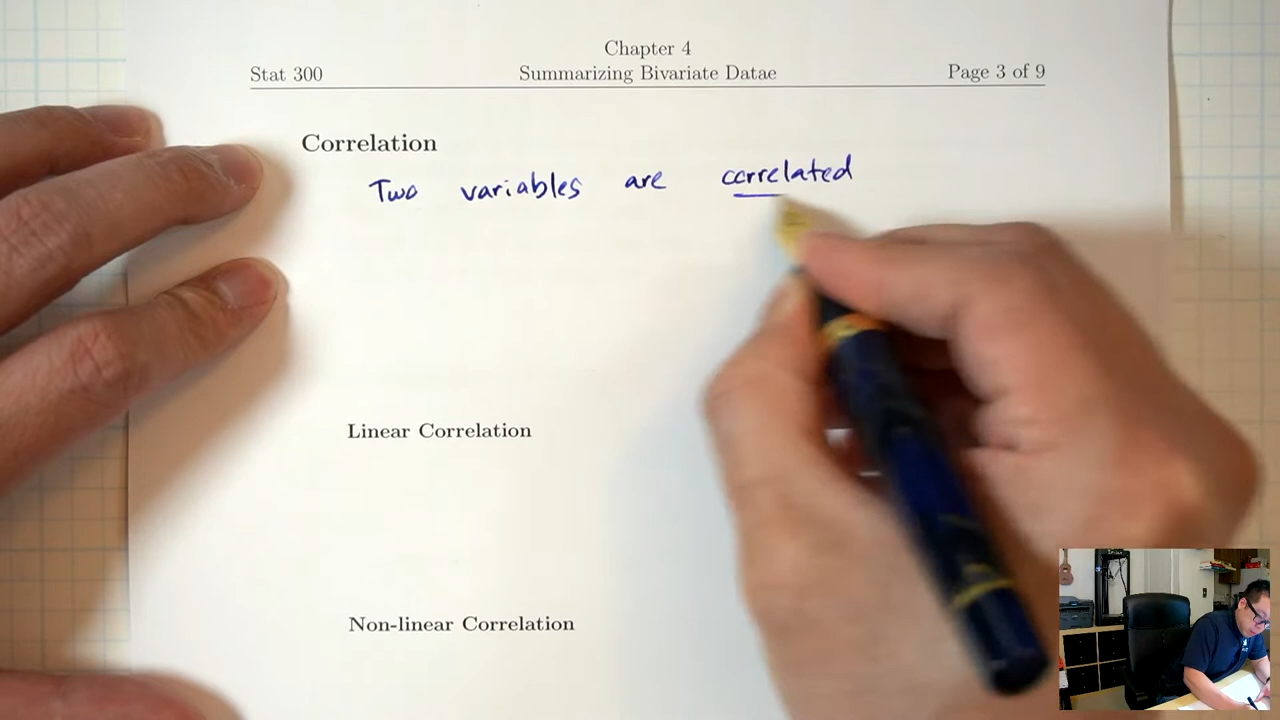 Chapter 4
Stat 300 Summarizing Bivariate Datae Page 3 of 9
Correlation
Two variables are correlated
Linear Correlation
Non-linear Correlation